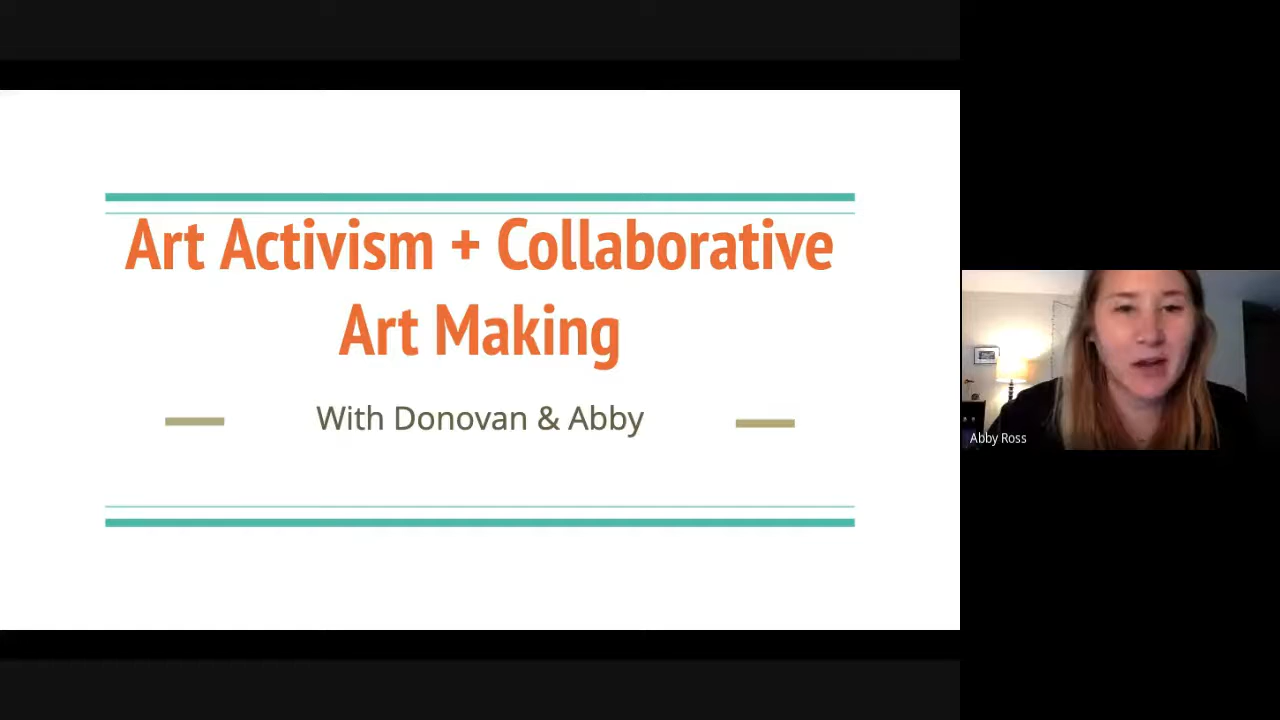 Art Activism + Collaborative
Art Making
With Donovan & Abby
Abby Ross